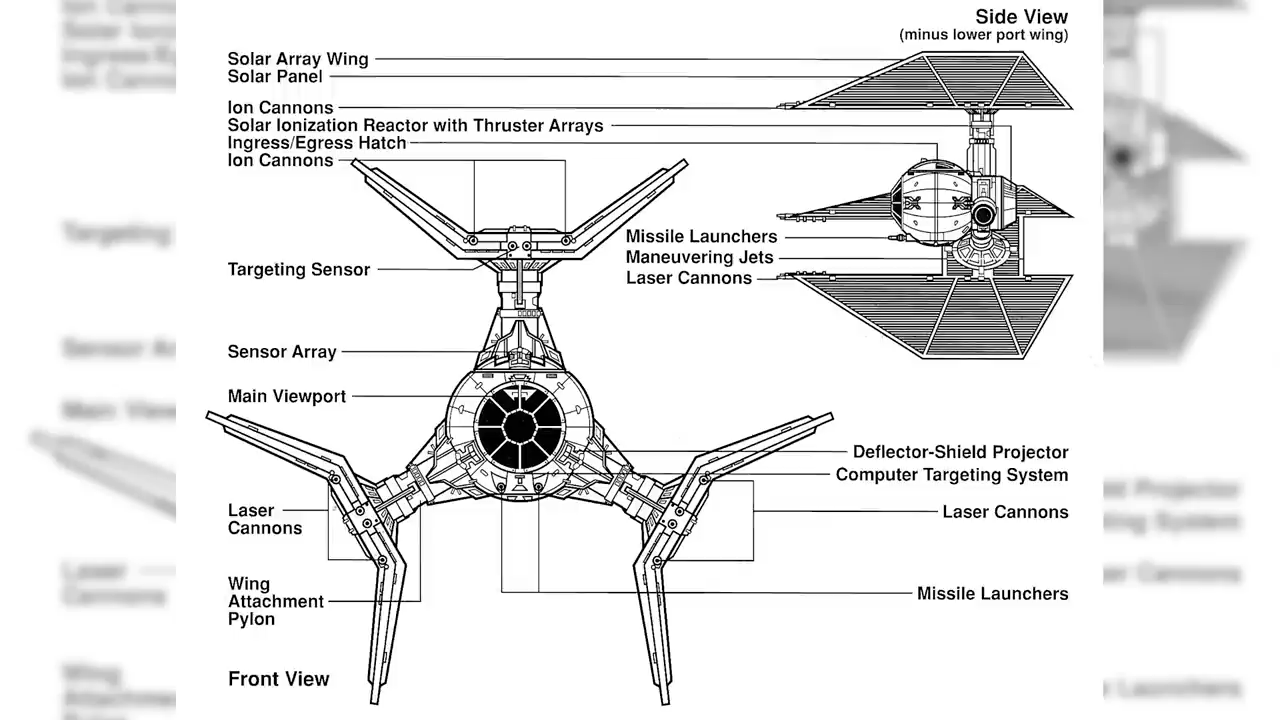 Side View
(minus lower port wing)
Solar Array Wing
Solar Panel
Ion Cannons
Solar Ionization Reactor with Thruster Arrays
Ingress/Egress Hatch
Ion Cannons
Missile Launchers
Maneuvering Jets
Laser Cannons
Targeting Sensor
Sensor Array
Main Viewport
Deflector-Shield Projector
Computer Targeting System
Laser
Cannons
Laser Cannons
Wing
Attachment
Pylon
Missile Launchers
Front View